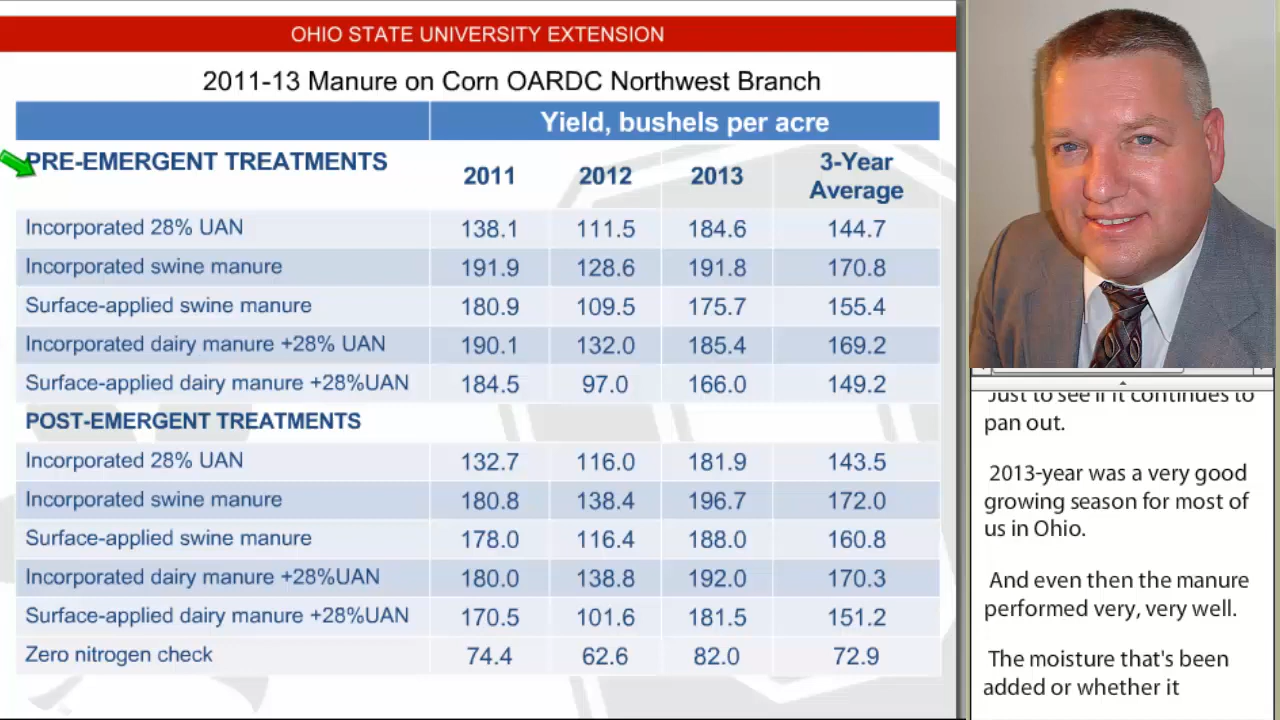 OHIO STATE UNIVERSITY EXTENSION
2011-13 Manure on Corn OARDC Northwest Branch
Yield, bushels per acre
PRE-EMERGENT TREATMENTS 2011 2012 2013 3-Year Average
Incorporated 28% UAN 138.1 111.5 184.6 144.7
Incorporated swine manure 191.9 128.6 191.8 170.8
Surface-applied swine manure 180.9 109.5 175.7 155.4
Incorporated dairy manure +28% UAN 190.1 132.0 185.4 169.2
Surface-applied dairy manure +28%UAN 184.5 97.0 166.0 149.2
POST-EMERGENT TREATMENTS
Incorporated 28% UAN 132.7 116.0 181.9 143.5
Incorporated swine manure 180.8 138.4 196.7 172.0
Surface-applied swine manure 178.0 116.4 188.0 160.8
Incorporated dairy manure +28%UAN 180.0 138.8 192.0 170.3
Surface-applied dairy manure +28%UAN 170.5 101.6 181.5 151.2
Zero nitrogen check 74.4 62.6 82.0 72.9
Just to see if it continues to
pan out.
2013-year was a very good
growing season for most of
us in Ohio.
And even then the manure
performed very, very well.
The moisture that's been
added or whether it